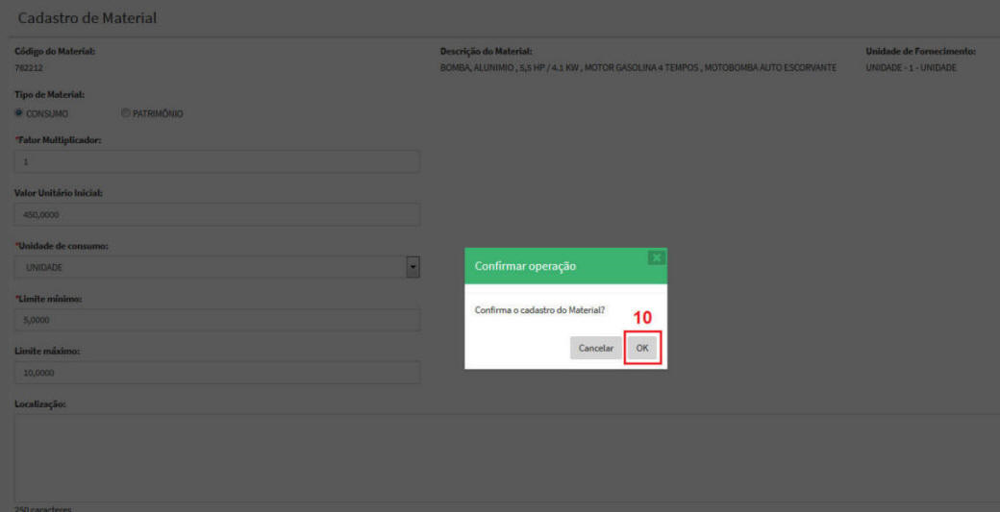 Cadastro de Material
Código do Material:
762212
Descrição do Material:
BOMBA, ALUNIMIO , 5,5 HP / 4.1 KW , MOTOR GASOLINA 4 TEMPOS , MOTOBOMBA AUTO ESCORVANTE
Unidade de Fornecimento:
UNIDADE - 1 - UNIDADE
Tipo de Material:
CONSUMO PATRIMÔNIO
*Fator Multiplicador:
1
Valor Unitário Inicial:
450,0000
*Unidade de consumo:
UNIDADE
*Limite mínimo:
5,0000
Limite máximo:
10,0000
Localização:
250 caracteres
Confirmar operação
Confirma o cadastro do Material?
10
Cancelar OK